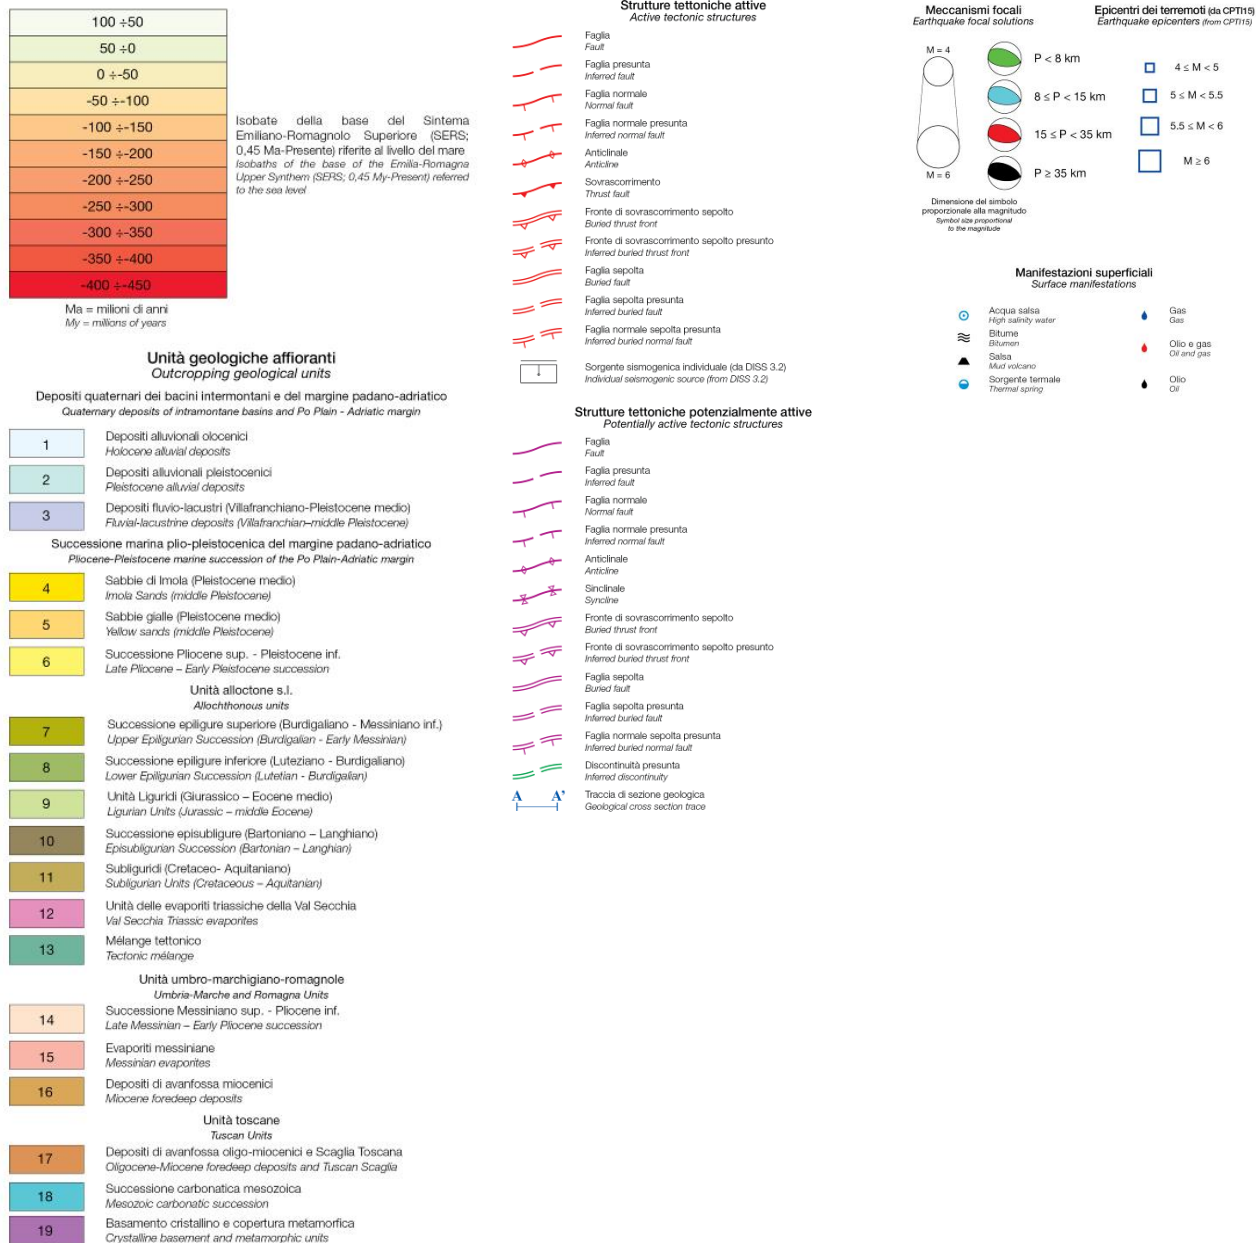 100 ÷50
50 ÷0
0 ÷-50
-50 ÷-100
-100 ÷-150
-150 ÷-200
-200 ÷-250
-250 ÷-300
-300 ÷-350
-350 ÷-400
-400 ÷-450
Isobate della base del Sintema
Emiliano-Romagnolo Superiore (SERS;
0,45 Ma-Presente) riferite al livello del mare
Isobaths of the base of the Emilia-Romagna
Upper Synthem (SERS; 0,45 My-Present) referred
to the sea level
Ma = milioni di anni
My = millions of years
Unità geologiche affioranti
Outcropping geological units
Depositi quaternari dei bacini intermontani e del margine padano-adriatico
Quaternary deposits of intramontane basins and Po Plain - Adriatic margin
1
Depositi alluvionali olocenici
Holocene alluvial deposits
2
Depositi alluvionali pleistocenici
Pleistocene alluvial deposits
3
Depositi fluvio-lacustri (Villafranchiano-Pleistocene medio)
Fluvial-lacustrine deposits (Villafranchian–middle Pleistocene)
Successione marina plio-pleistocenica del margine padano-adriatico
Pliocene-Pleistocene marine succession of the Po Plain-Adriatic margin
4
Sabbie di Imola (Pleistocene medio)
Imola Sands (middle Pleistocene)
5
Sabbie gialle (Pleistocene medio)
Yellow sands (middle Pleistocene)
6
Successione Pliocene sup. - Pleistocene inf.
Late Pliocene – Early Pleistocene succession
Unità alloctone s.l.
Allochthonous units
7
Successione epiligure superiore (Burdigaliano - Messiniano inf.)
Upper Epiligurian Succession (Burdigalian - Early Messinian)
8
Successione epiligure inferiore (Luteziano - Burdigaliano)
Lower Epiligurian Succession (Lutetian - Burdigalian)
9
Unità Liguridi (Giurassico – Eocene medio)
Ligurian Units (Jurassic – middle Eocene)
10
Successione episubligure (Bartoniano – Langhiano)
Episubligurian Succession (Bartonian – Langhian)
11
Subliguridi (Cretaceo- Aquitaniano)
Subligurian Units (Cretaceous – Aquitanian)
12
Unità delle evaporiti triassiche della Val Secchia
Val Secchia Triassic evaporites
13
Mélange tettonico
Tectonic mélange
Unità umbro-marchigiano-romagnole
Umbria-Marche and Romagna Units
14
Successione Messiniano sup. - Pliocene inf.
Late Messinian – Early Pliocene succession
15
Evaporiti messiniane
Messinian evaporites
16
Depositi di avanfossa miocenici
Miocene foredeep deposits
Unità toscane
Tuscan Units
17
Depositi di avanfossa oligo-miocenici e Scaglia Toscana
Oligocene-Miocene foredeep deposits and Tuscan Scaglia
18
Successione carbonatica mesozoica
Mesozoic carbonatic succession
19
Basamento cristallino e copertura metamorfica
Crystalline basement and metamorphic units
Strutture tettoniche attive
Active tectonic structures
Faglia
Fault
Faglia presunta
Inferred fault
Faglia normale
Normal fault
Faglia normale presunta
Inferred normal fault
Anticlinale
Anticline
Sovrascorrimento
Thrust fault
Fronte di sovrascorrimento sepolto
Buried thrust front
Fronte di sovrascorrimento sepolto presunto
Inferred buried thrust front
Faglia sepolta
Buried fault
Faglia sepolta presunta
Inferred buried fault
Faglia normale sepolta presunta
Inferred buried normal fault
Sorgente sismogenica individuale (da DISS 3.2)
Individual seismogenic source (from DISS 3.2)
Strutture tettoniche potenzialmente attive
Potentially active tectonic structures
Faglia
Fault
Faglia presunta
Inferred fault
Faglia normale
Normal fault
Faglia normale presunta
Inferred normal fault
Anticlinale
Anticline
Sinclinale
Syncline
Fronte di sovrascorrimento sepolto
Buried thrust front
Fronte di sovrascorrimento sepolto presunto
Inferred buried thrust front
Faglia sepolta
Buried fault
Faglia sepolta presunta
Inferred buried fault
Faglia normale sepolta presunta
Inferred buried normal fault
Discontinuità presunta
Inferred discontinuity
A A'
Traccia di sezione geologica
Geological cross section trace
Meccanismi focali
Earthquake focal solutions
M = 4
M = 6
P < 8 km
8 ≤ P < 15 km
15 ≤ P < 35 km
P ≥ 35 km
Dimensione del simbolo
proporzionale alla magnitudo
Symbol size proportional
to the magnitude
Epicentri dei terremoti (da CPTI15)
Earthquake epicenters (from CPTI15)
4 ≤ M < 5
5 ≤ M < 5.5
5.5 ≤ M < 6
M ≥ 6
Manifestazioni superficiali
Surface manifestations
Acqua salsa
High salinity water
Bitume
Bitumen
Salsa
Mud volcano
Sorgente termale
Thermal spring
Gas
Gas
Olio e gas
Oil and gas
Olio
Oil